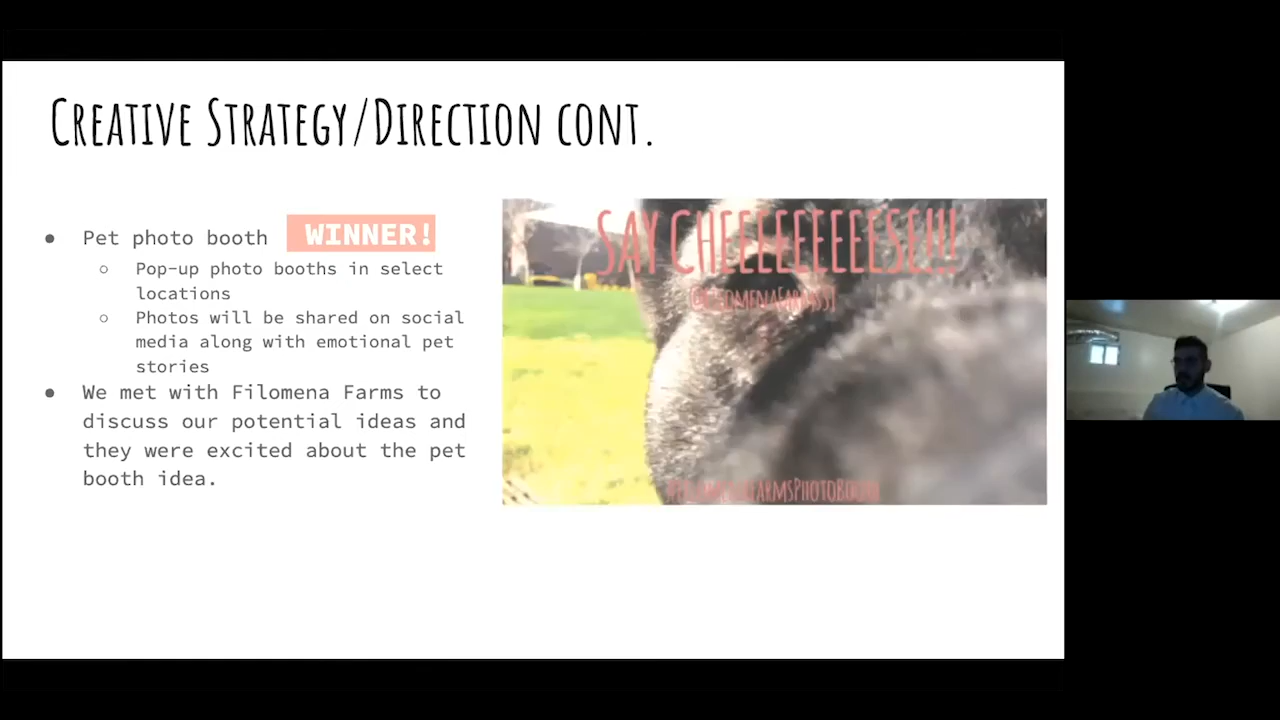 CREATIVE STRATEGY/DIRECTION CONT.
● Pet photo booth WINNER!
○ Pop-up photo booths in select
locations
○ Photos will be shared on social
media along with emotional pet
stories
● We met with Filomena Farms to
discuss our potential ideas and
they were excited about the pet
booth idea.
SAY CHEEEEEEEEESE!!!